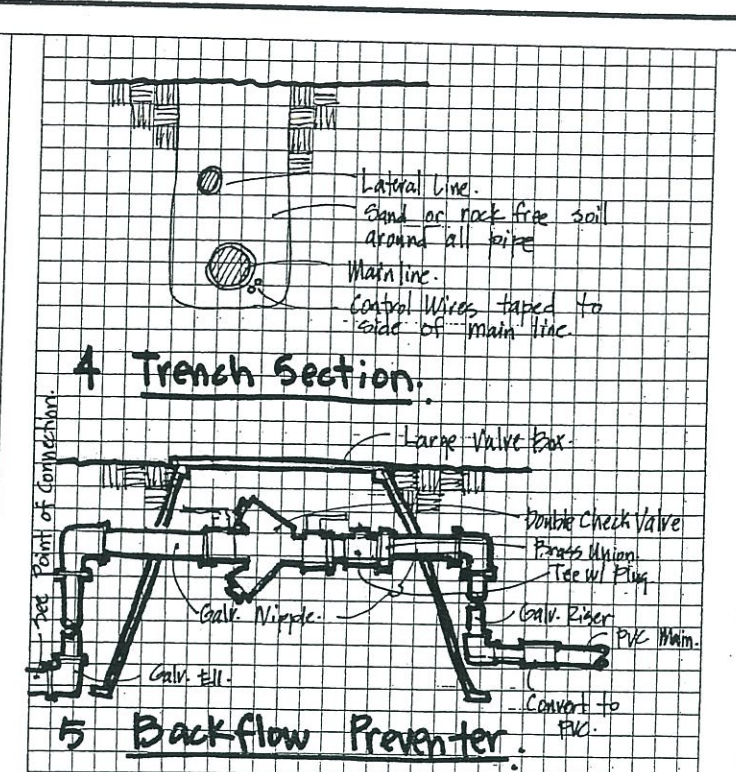 Lateral Line.
Sand or rock free soil
around all pipe
Mainline.
Control Wires taped to
side of main line.
4 Trench Section.
See Point of Connection.
Large Valve Box.
Double Check Valve
Brass Union.
Tee w/ Plug
Galv. Nipple.
Galv. Riser
PVC Main.
Galv. Ell.
Convert to
PVC.
5 Backflow Preventer.